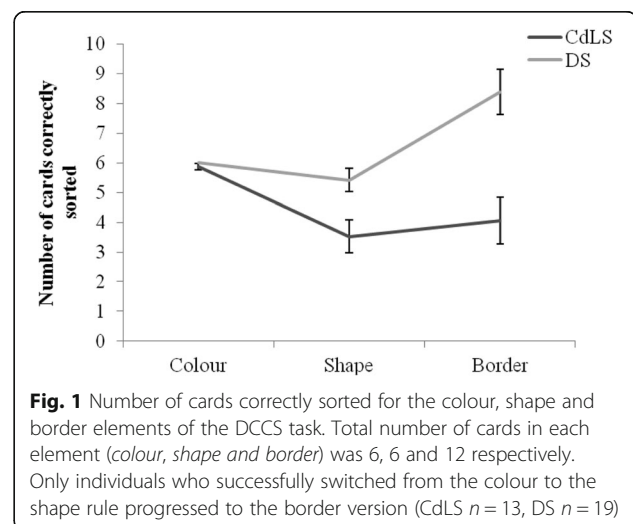 10
9
8
7
6
5
4
3
2
1
0
Number of cards correctly
sorted
CdLS
DS
Colour
Shape
Border
Fig. 1 Number of cards correctly sorted for the colour, shape and
border elements of the DCCS task. Total number of cards in each
element (colour, shape and border) was 6, 6 and 12 respectively.
Only individuals who successfully switched from the colour to the
shape rule progressed to the border version (CdLS n = 13, DS n = 19)